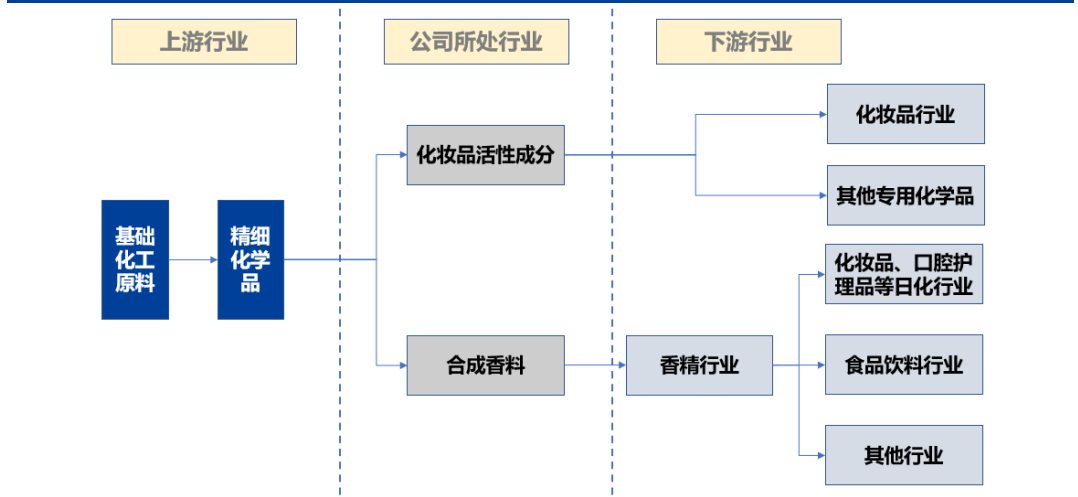 上游行业
公司所处行业
下游行业
基础
化工
原料
精细
化学
品
化妆品活性成分
合成香料
香精行业
化妆品行业
其他专用化学品
化妆品、口腔护
理品等日化行业
食品饮料行业
其他行业